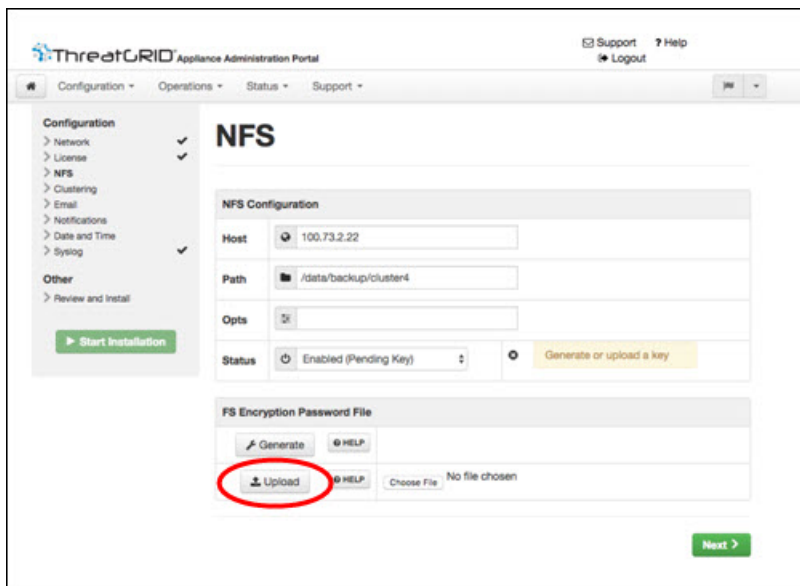 ThreatGRID Appliance Administration Portal
Support ? Help
Logout
Configuration Operations Status Support
Configuration
Network
License
NFS
Clustering
Email
Notifications
Date and Time
Syslog
Other
Review and Install
Start Installation
NFS
NFS Configuration
Host 100.73.2.22
Path /data/backup/cluster4
Opts
Status Enabled (Pending Key) Generate or upload a key
FS Encryption Password File
Generate HELP
Upload HELP Choose File No file chosen
Next